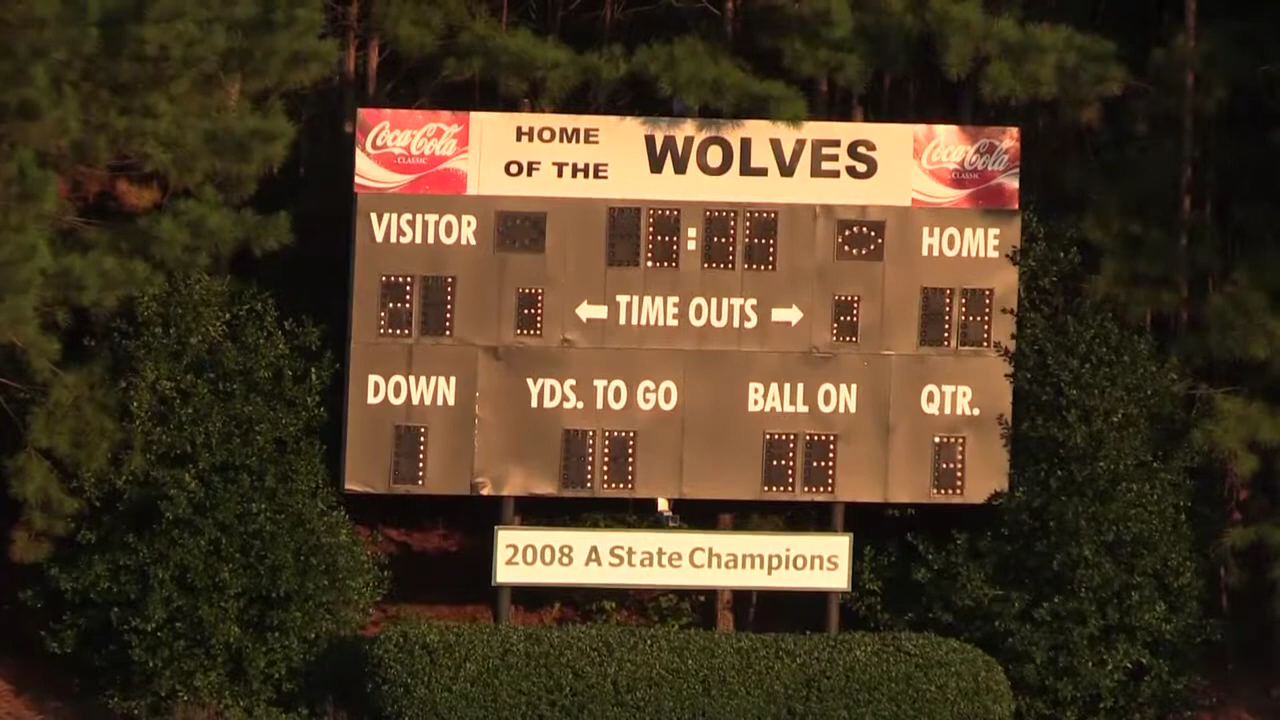 Coca-Cola
CLASSIC
HOME
OF THE
WOLVES
Coca-Cola
CLASSIC
VISITOR
:
HOME
TIME OUTS
DOWN
YDS. TO GO
BALL ON
QTR.
2008 A State Champions